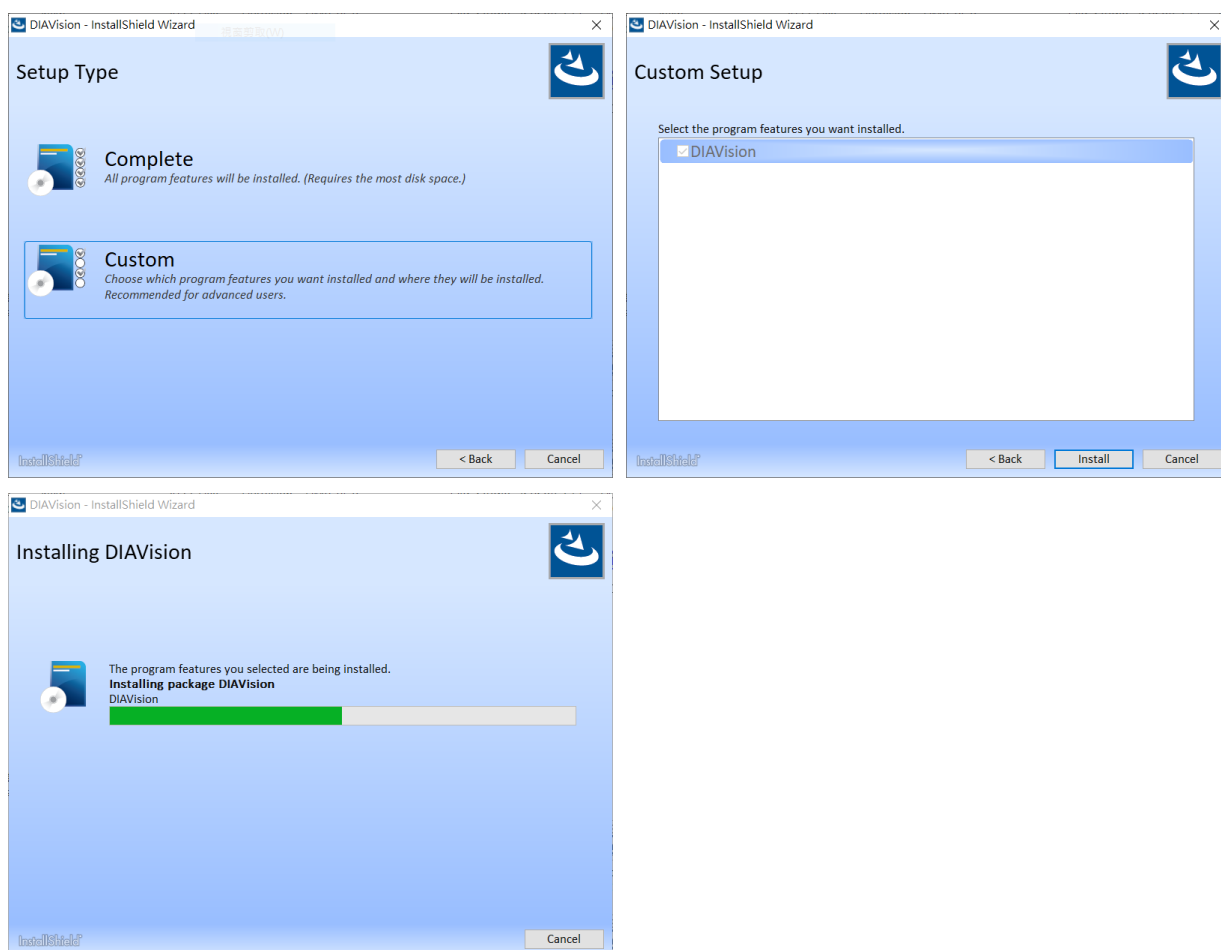 DIAVision - InstallShield Wizard
Setup Type
Complete
All program features will be installed. (Requires the most disk space.)
Custom
Choose which program features you want installed and where they will be installed.
Recommended for advanced users.
InstallShield
< Back
Cancel
DIAVision - InstallShield Wizard
Custom Setup
Select the program features you want installed.
DIAVision
InstallShield
< Back
Install
Cancel
DIAVision - InstallShield Wizard
Installing DIAVision
The program features you selected are being installed.
Installing package DIAVision
DIAVision
InstallShield
Cancel